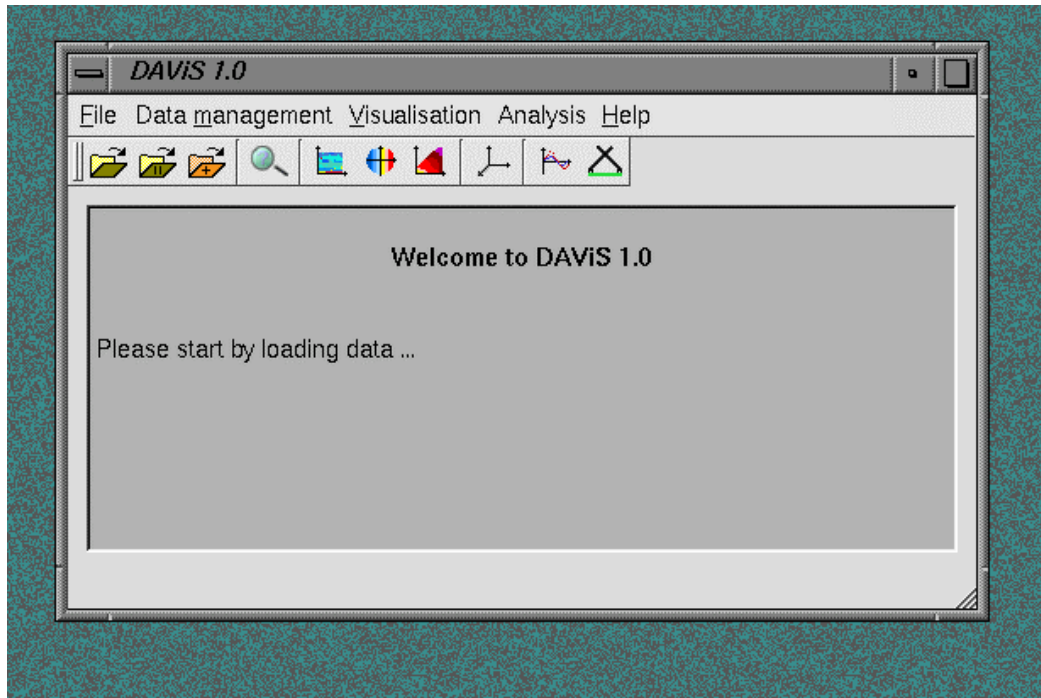 DAViS 1.0
File Data management Visualisation Analysis Help
Welcome to DAViS 1.0
Please start by loading data ...